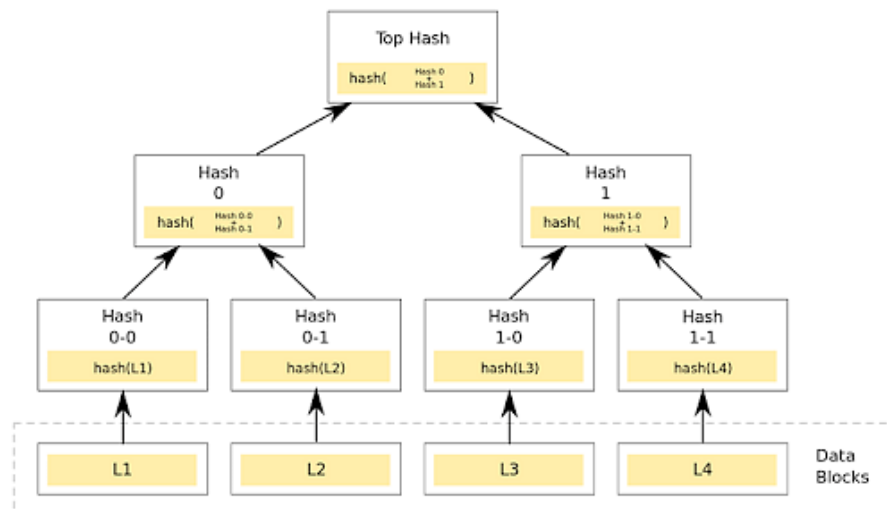 Top Hash
hash( Hash 0 + Hash 1 )
Hash
0
hash( Hash 0-0 + Hash 0-1 )
Hash
1
hash( Hash 1-0 + Hash 1-1 )
Hash
0-0
hash(L1)
Hash
0-1
hash(L2)
Hash
1-0
hash(L3)
Hash
1-1
hash(L4)
L1
L2
L3
L4
Data
Blocks